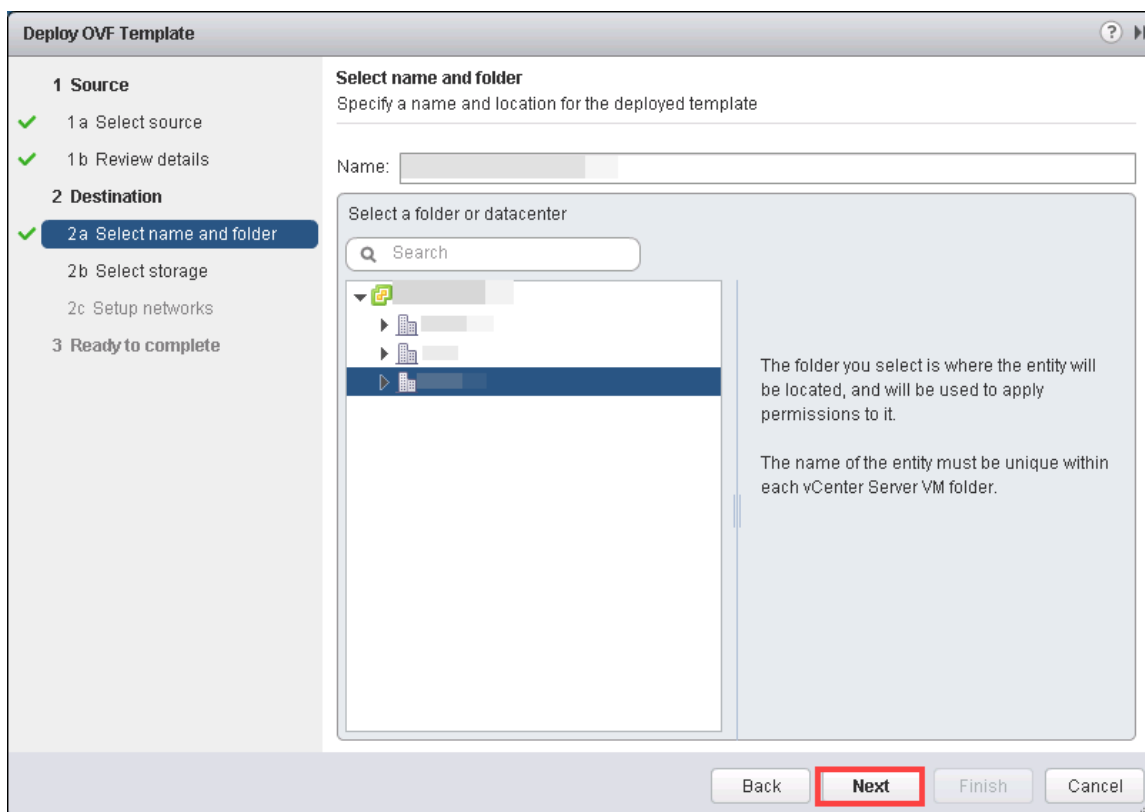 Deploy OVF Template
?
1 Source
1a Select source
1b Review details
2 Destination
2a Select name and folder
2b Select storage
2c Setup networks
3 Ready to complete
Select name and folder
Specify a name and location for the deployed template
Name:
Select a folder or datacenter
Search
The folder you select is where the entity will
be located, and will be used to apply
permissions to it.
The name of the entity must be unique within
each vCenter Server VM folder.
Back
Next
Finish
Cancel